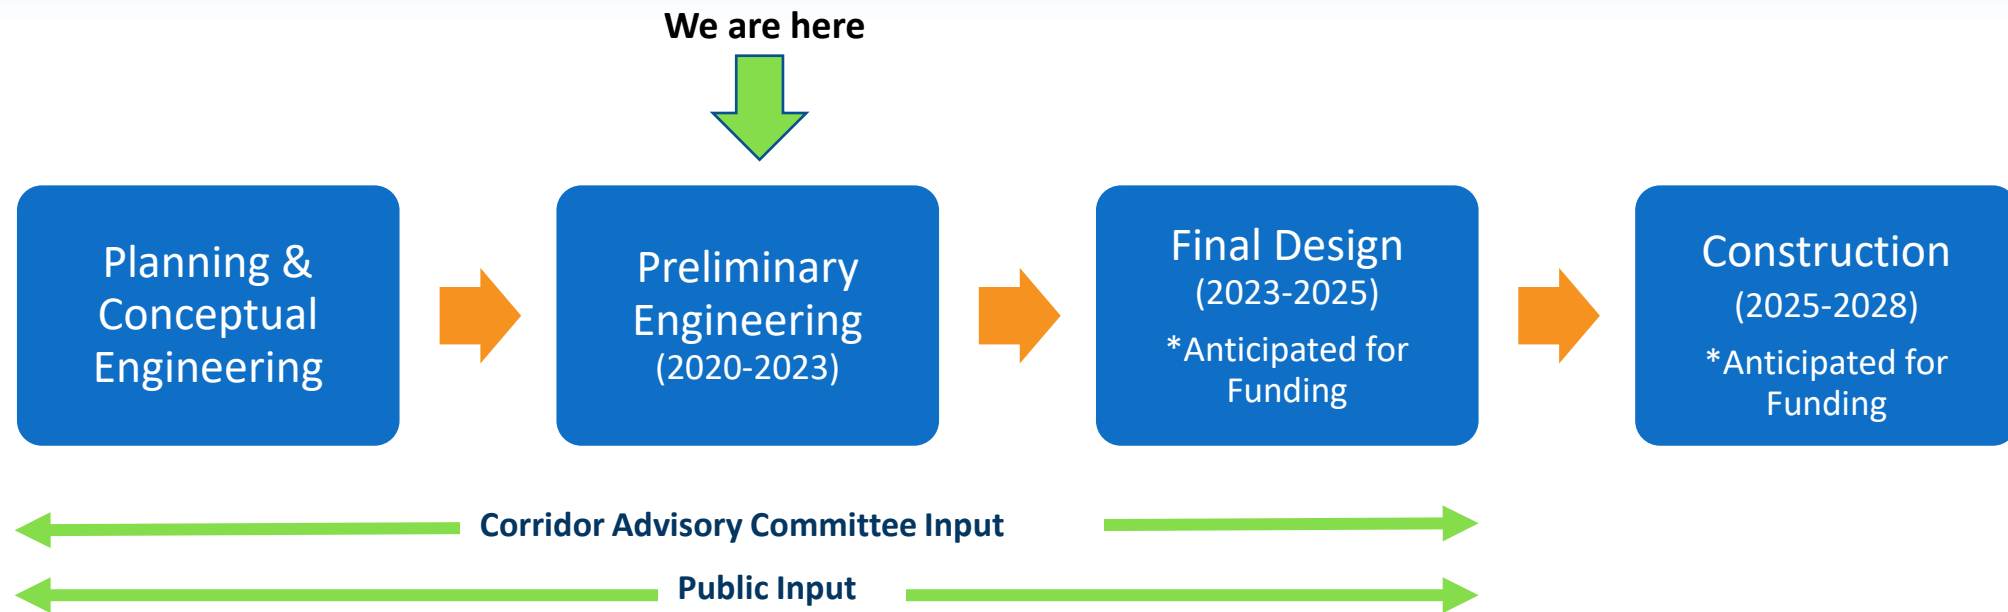 We are here
Planning &
Conceptual
Engineering
Preliminary
Engineering
(2020-2023)
Final Design
(2023-2025)
*Anticipated for
Funding
Construction
(2025-2028)
*Anticipated for
Funding
Corridor Advisory Committee Input
Public Input